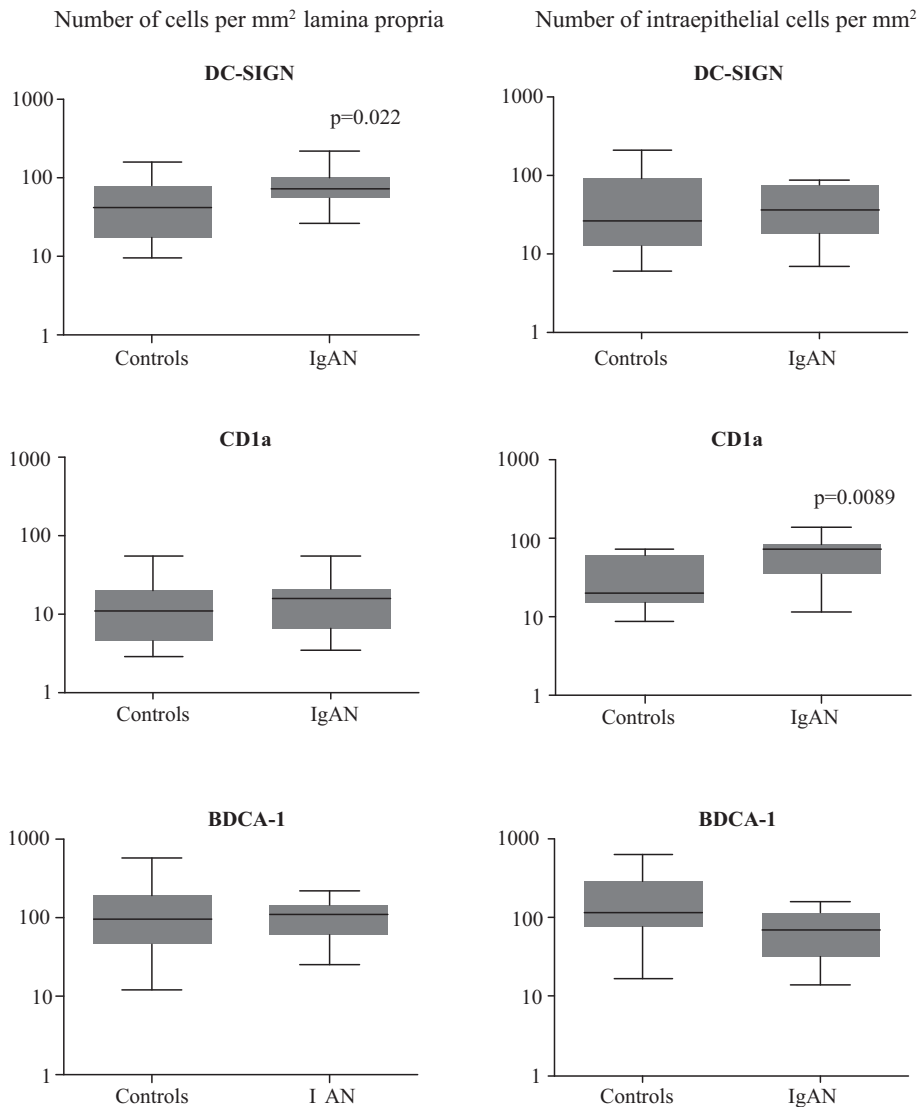 Number of cells per mm² lamina propria
Number of intraepithelial cells per mm²
DC-SIGN
1000
100
10
1
p=0.022
Controls
IgAN
DC-SIGN
1000
100
10
1
Controls
IgAN
CD1a
1000
100
10
1
Controls
IgAN
CD1a
1000
100
10
1
p=0.0089
Controls
IgAN
BDCA-1
1000
100
10
1
Controls
I AN
BDCA-1
1000
100
10
1
Controls
IgAN